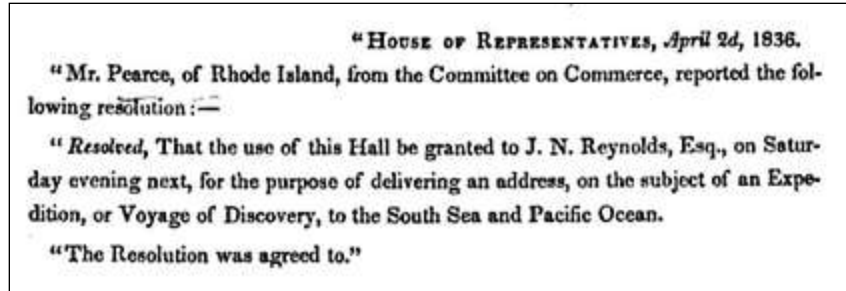 "House of Representatives, April 2d, 1836.
"Mr. Pearce, of Rhode Island, from the Committee on Commerce, reported the fol-
lowing resolution :—
"Resolved, That the use of this Hall be granted to J. N. Reynolds, Esq., on Satur-
day evening next, for the purpose of delivering an address, on the subject of an Expe-
dition, or Voyage of Discovery, to the South Sea and Pacific Ocean.
"The Resolution was agreed to."